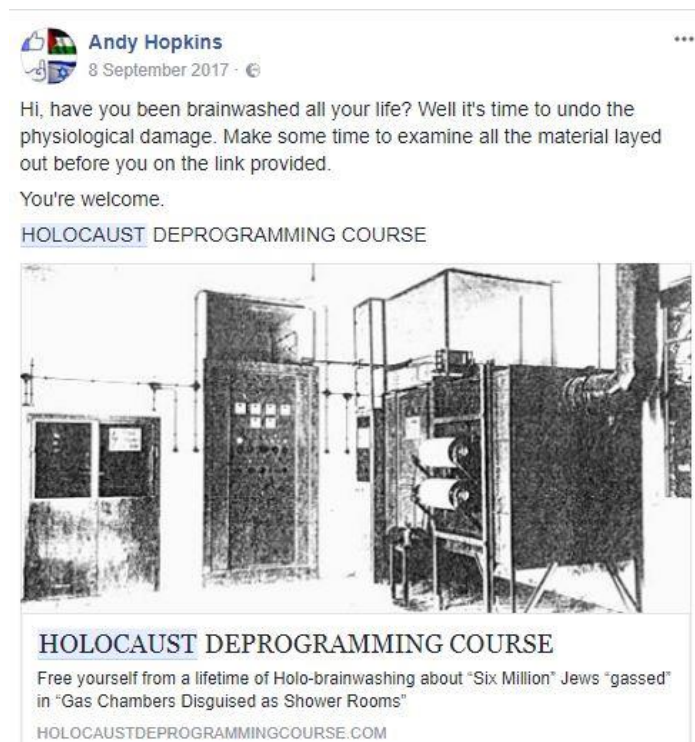 Andy Hopkins
8 September 2017 ·
Hi, have you been brainwashed all your life? Well it's time to undo the
physiological damage. Make some time to examine all the material layed
out before you on the link provided.
You're welcome.
HOLOCAUST DEPROGRAMMING COURSE
HOLOCAUST DEPROGRAMMING COURSE
Free yourself from a lifetime of Holo-brainwashing about “Six Million” Jews “gassed”
in “Gas Chambers Disguised as Shower Rooms”
HOLOCAUSTDEPROGRAMMINGCOURSE.COM